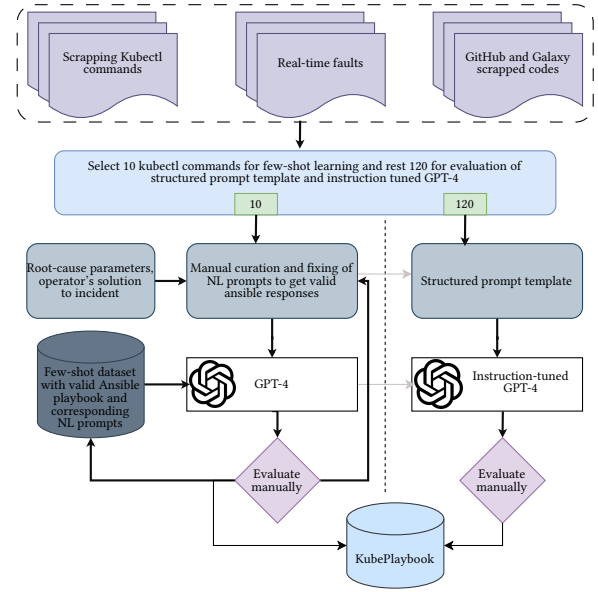 Scrapping Kubectl
commands
Real-time faults
GitHub and Galaxy
scrapped codes
Select 10 kubectl commands for few-shot learning and rest 120 for evaluation of
structured prompt template and instruction tuned GPT-4
10
120
Root-cause parameters,
operator's solution
to incident
Manual curation and fixing of
NL prompts to get valid
ansible responses
Structured prompt template
Few-shot dataset
with valid Ansible
playbook and
corresponding
NL prompts
GPT-4
Instruction-tuned
GPT-4
Evaluate
manually
Evaluate
manually
KubePlaybook